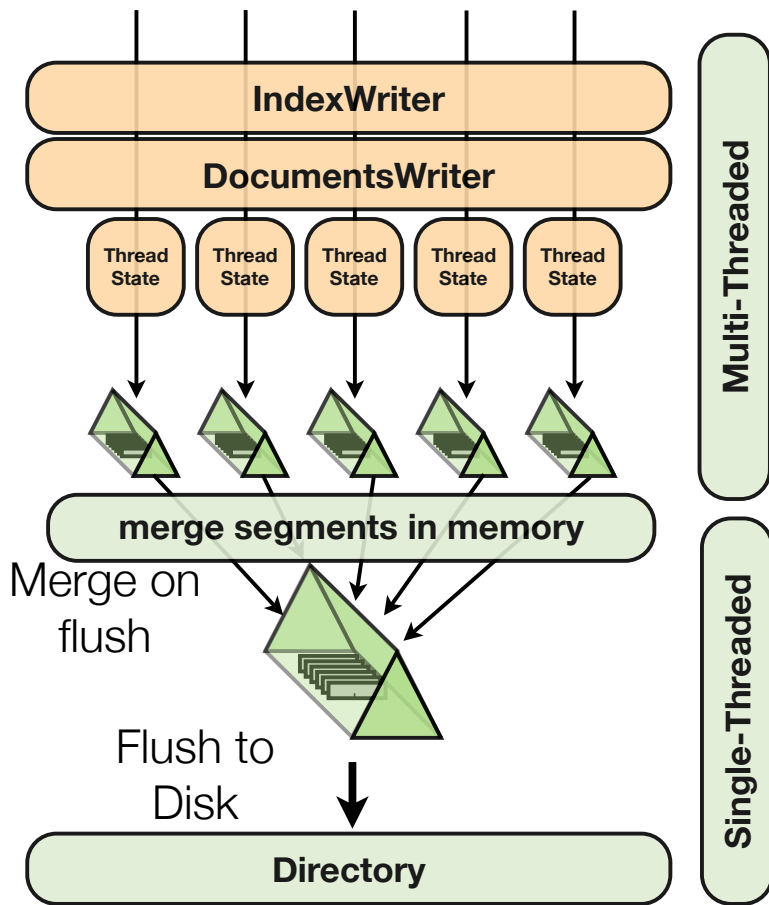 IndexWriter
DocumentsWriter
Thread
State
Thread
State
Thread
State
Thread
State
Thread
State
Multi-Threaded
merge segments in memory
Merge on
flush
Flush to
Disk
Directory
Single-Threaded